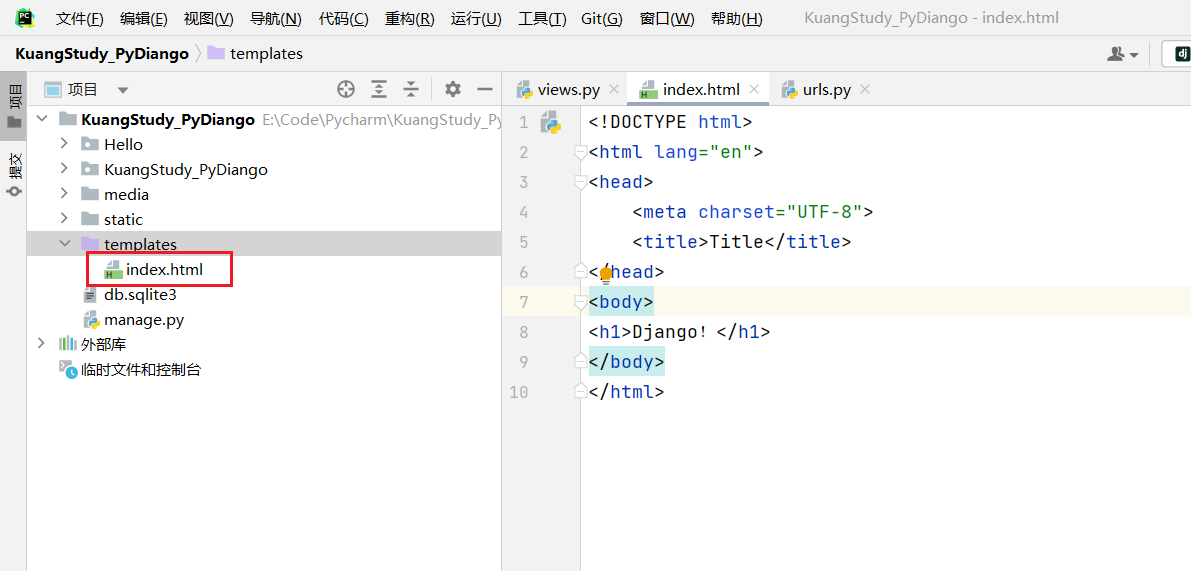 PC 文件(F) 编辑(E) 视图(V) 导航(N) 代码(C) 重构(R) 运行(U) 工具(T) Git(G) 窗口(W) 帮助(H) KuangStudy_PyDiango - index.html
KuangStudy_PyDiango templates dj
项目 项目 views.py index.html urls.py
KuangStudy_PyDiango E:\Code\Pycharm\KuangStudy_Py
提交
Hello
KuangStudy_PyDiango
media
static
templates
index.html
db.sqlite3
manage.py
外部库
临时文件和控制台
1 <!DOCTYPE html>
2 <html lang="en">
3 <head>
4 <meta charset="UTF-8">
5 <title>Title</title>
6 </head>
7 <body>
8 <h1>Django! </h1>
9 </body>
10 </html>